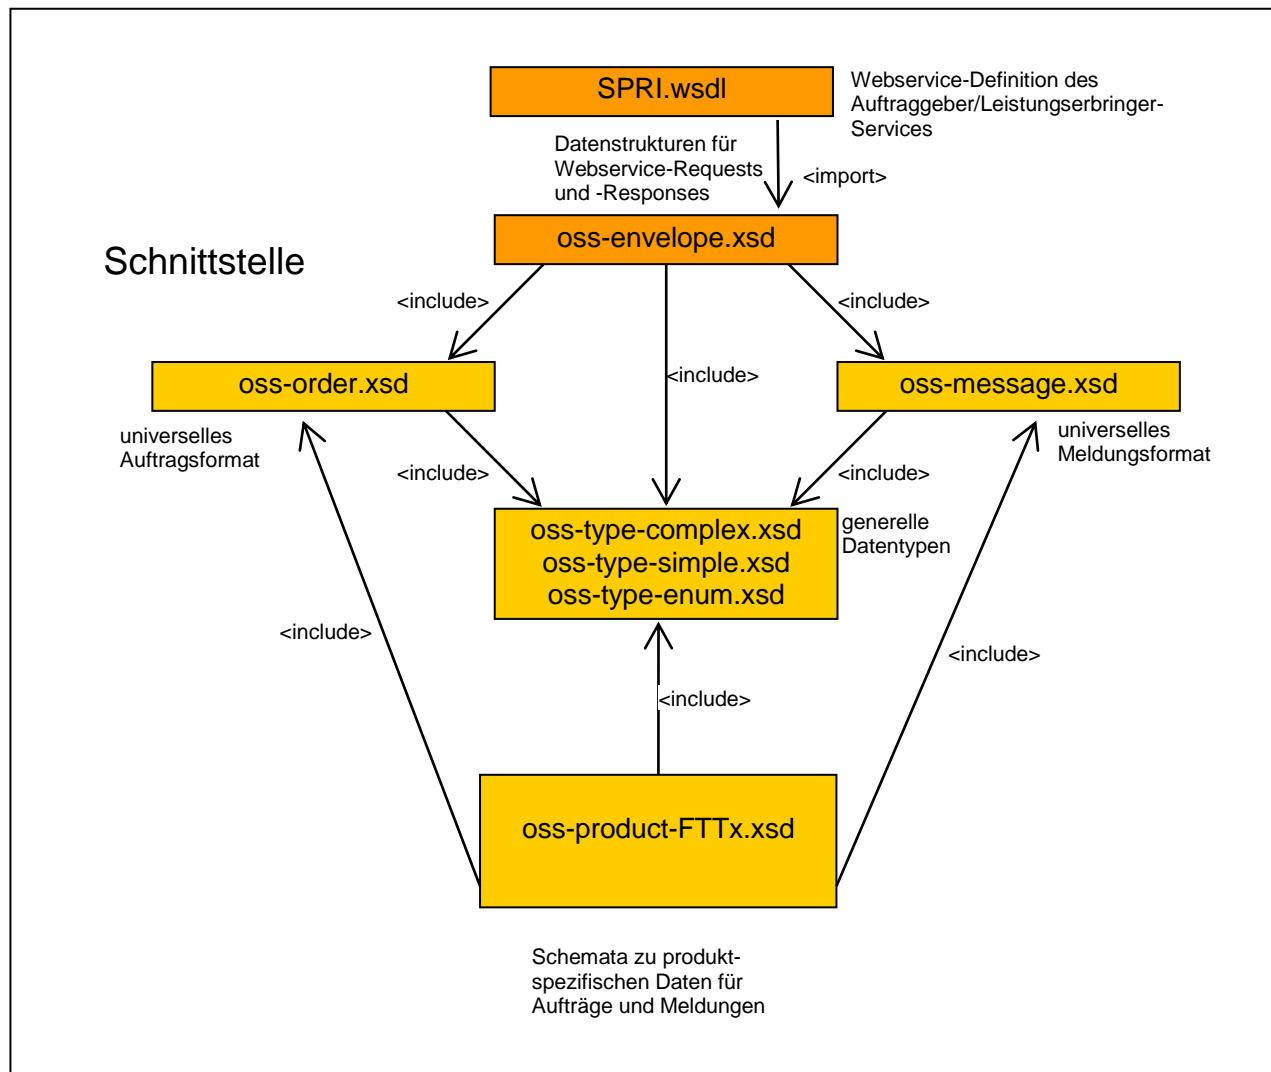 SPRI.wsdl
Webservice-Definition des
Auftraggeber/Leistungserbringer-
Services
Datenstrukturen für
Webservice-Requests
und -Responses
<import>
oss-envelope.xsd
Schnittstelle
<include>
<include>
<include>
oss-order.xsd
oss-message.xsd
universelles
Auftragsformat
universelles
Meldungsformat
<include>
<include>
oss-type-complex.xsd
oss-type-simple.xsd
oss-type-enum.xsd
generelle
Datentypen
<include>
<include>
<include>
oss-product-FTTx.xsd
Schemata zu produkt-
spezifischen Daten für
Aufträge und Meldungen